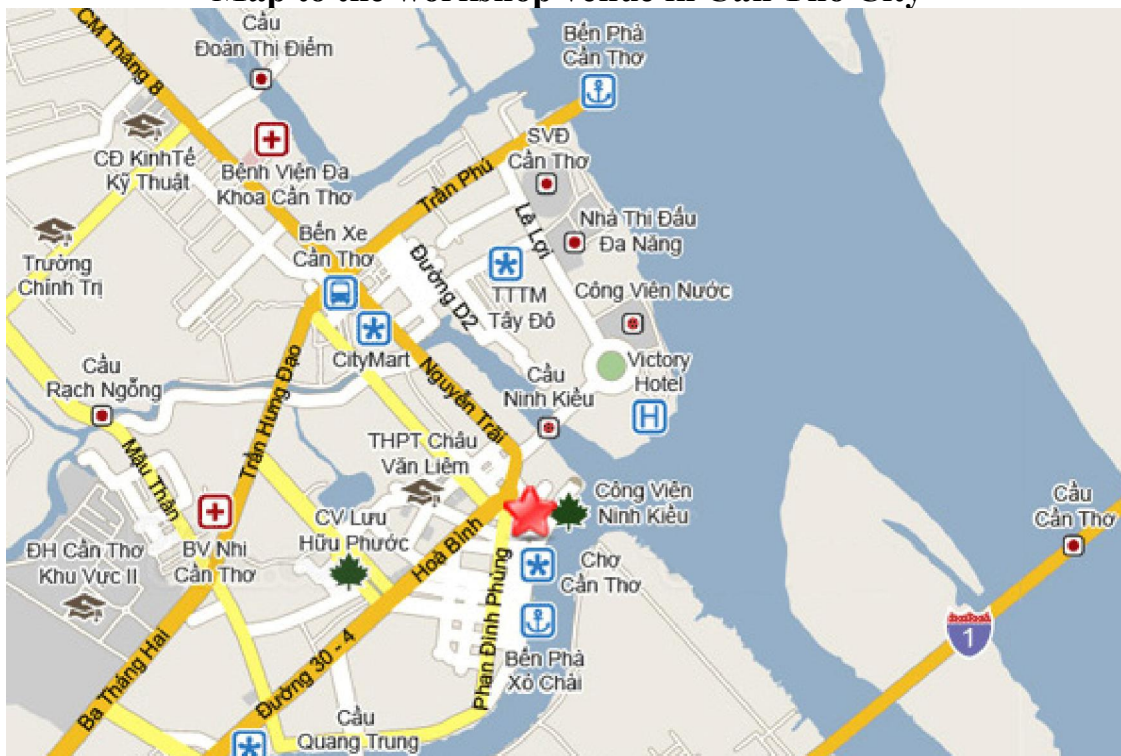 Map to the workshop venue in Can Tho City
CM Tháng 8
Cầu
Đoàn Thị Điểm
Bến Phà
Cần Thơ
CĐ KinhTế
Kỹ Thuật
Bệnh Viện Đa
Khoa Cần Thơ
SVĐ
Cần Thơ
Trần Phú
Lê Lợi
Nhà Thi Đấu
Đa Năng
Trường
Chính Trị
Bến Xe
Cần Thơ
Đường D2
TTTM
Tây Đô
Công Viên Nước
CityMart
Nguyễn Trãi
Victory
Hotel
H
Cầu
Rạch Ngỗng
Trần Hưng Đạo
Cầu
Ninh Kiều
THPT Châu
Văn Liêm
Mậu Thân
Công Viên
Ninh Kiều
Cầu
Cần Thơ
CV Lưu
Hữu Phước
Hoà Bình
ĐH Cần Thơ
Khu Vực II
BV Nhi
Cần Thơ
Chợ
Cần Thơ
Phan Đình Phùng
1
Bến Phà
Xó Chài
Ba Tháng Hai
Đường 30 - 4
Cầu
Quang Trung